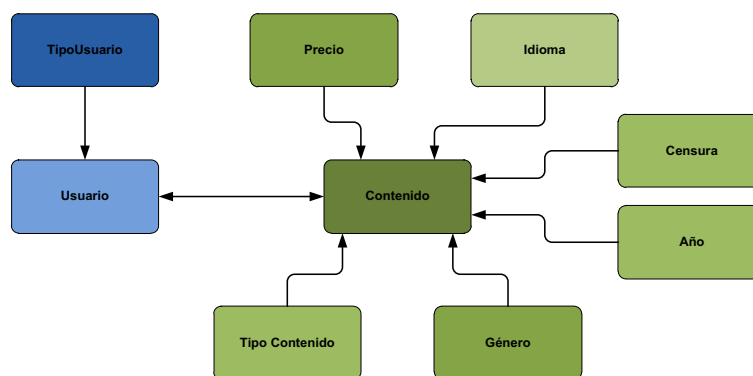 TipoUsuario
Precio
Idioma
Censura
Usuario
Contenido
Año
Tipo Contenido
Género